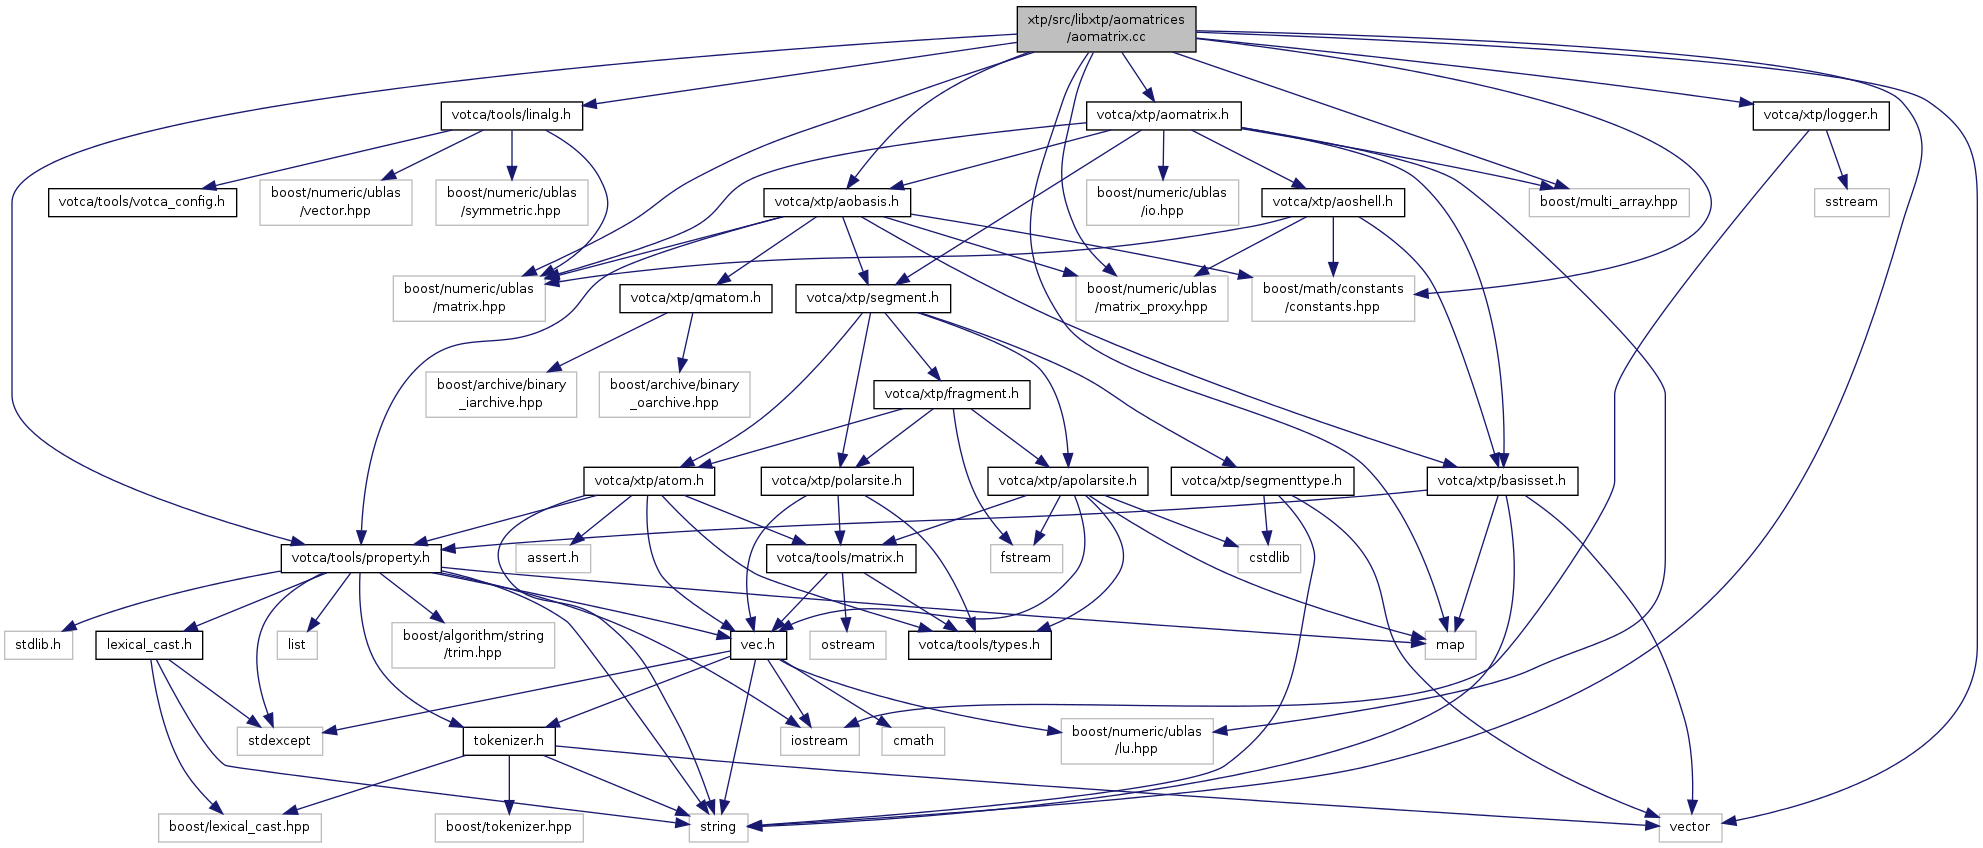 xtp/src/libxtp/aomatrices
/aomatrix.cc
votca/tools/linalg.h
votca/xtp/aomatrix.h
votca/xtp/logger.h
votca/tools/votca_config.h
boost/numeric/ublas
/vector.hpp
boost/numeric/ublas
/symmetric.hpp
votca/xtp/aobasis.h
boost/numeric/ublas
/io.hpp
votca/xtp/aoshell.h
boost/multi_array.hpp
sstream
boost/numeric/ublas
/matrix.hpp
votca/xtp/qmatom.h
votca/xtp/segment.h
boost/numeric/ublas
/matrix_proxy.hpp
boost/math/constants
/constants.hpp
boost/archive/binary
_iarchive.hpp
boost/archive/binary
_oarchive.hpp
votca/xtp/fragment.h
votca/xtp/atom.h
votca/xtp/polarsite.h
votca/xtp/apolarsite.h
votca/xtp/segmenttype.h
votca/xtp/basisset.h
votca/tools/property.h
assert.h
votca/tools/matrix.h
fstream
cstdlib
stdlib.h
lexical_cast.h
list
boost/algorithm/string
/trim.hpp
vec.h
ostream
votca/tools/types.h
map
stdexcept
tokenizer.h
iostream
cmath
boost/numeric/ublas
/lu.hpp
boost/lexical_cast.hpp
boost/tokenizer.hpp
string
vector